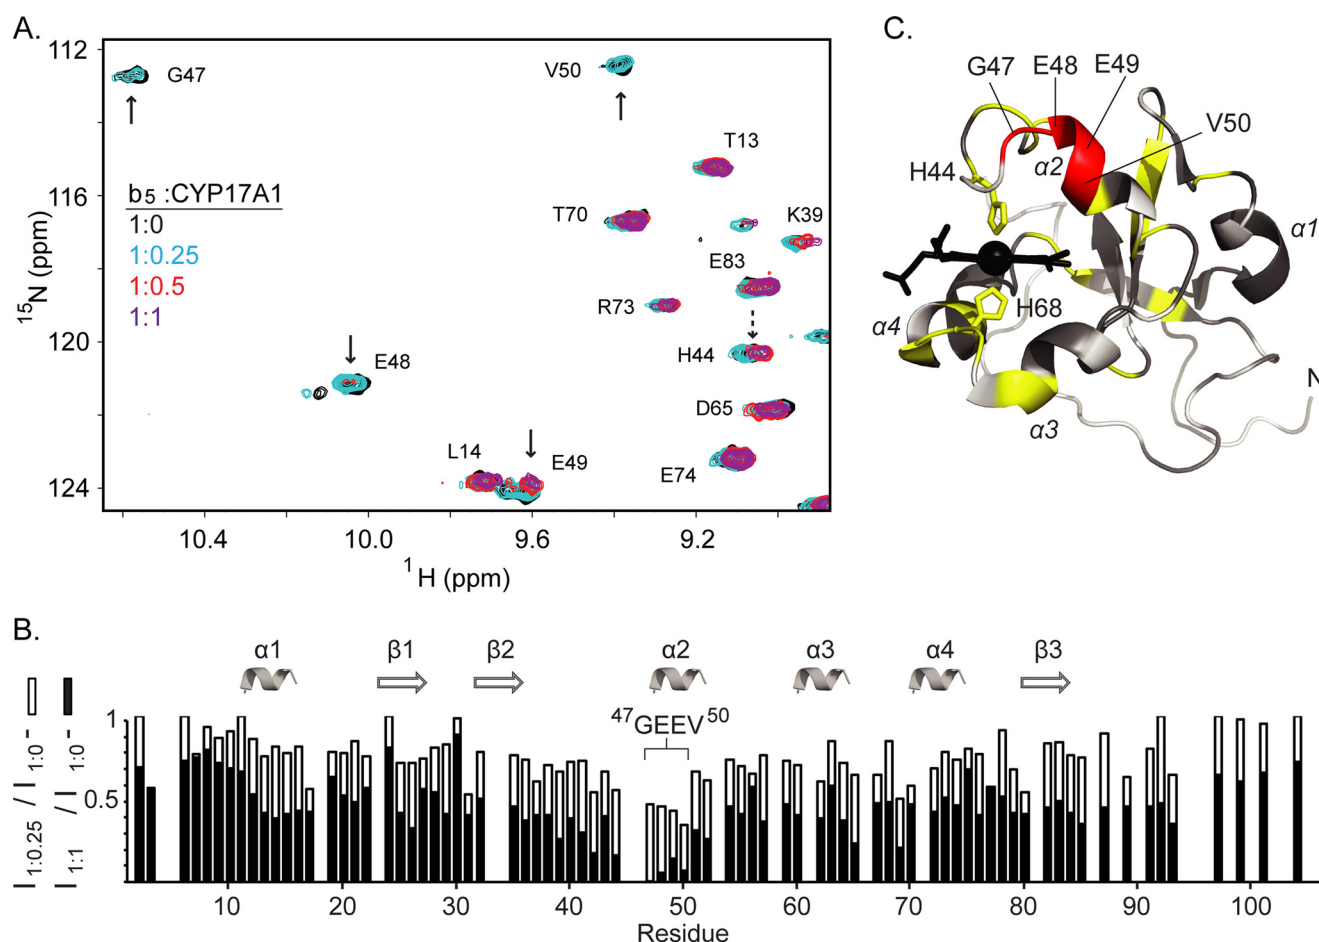 A.
112
116
120
124
¹⁵N (ppm)
10.4 10.0 9.6 9.2
¹H (ppm)
b₅ :CYP17A1
1:0
1:0.25
1:0.5
1:1
G47
V50
T13
T70
K39
E83
R73
H44
E48
D65
L14
E49
E74
C.
G47
E48
E49
V50
H44
α2
α1
H68
α4
α3
N
B.
α1 β1 β2 α2 α3 α4 β3
⁴⁷GEEV⁵⁰
I 1:0.25 / I 1:0-
I 1:1 / I 1:0-
1
0.5
10 20 30 40 50 60 70 80 90 100
Residue